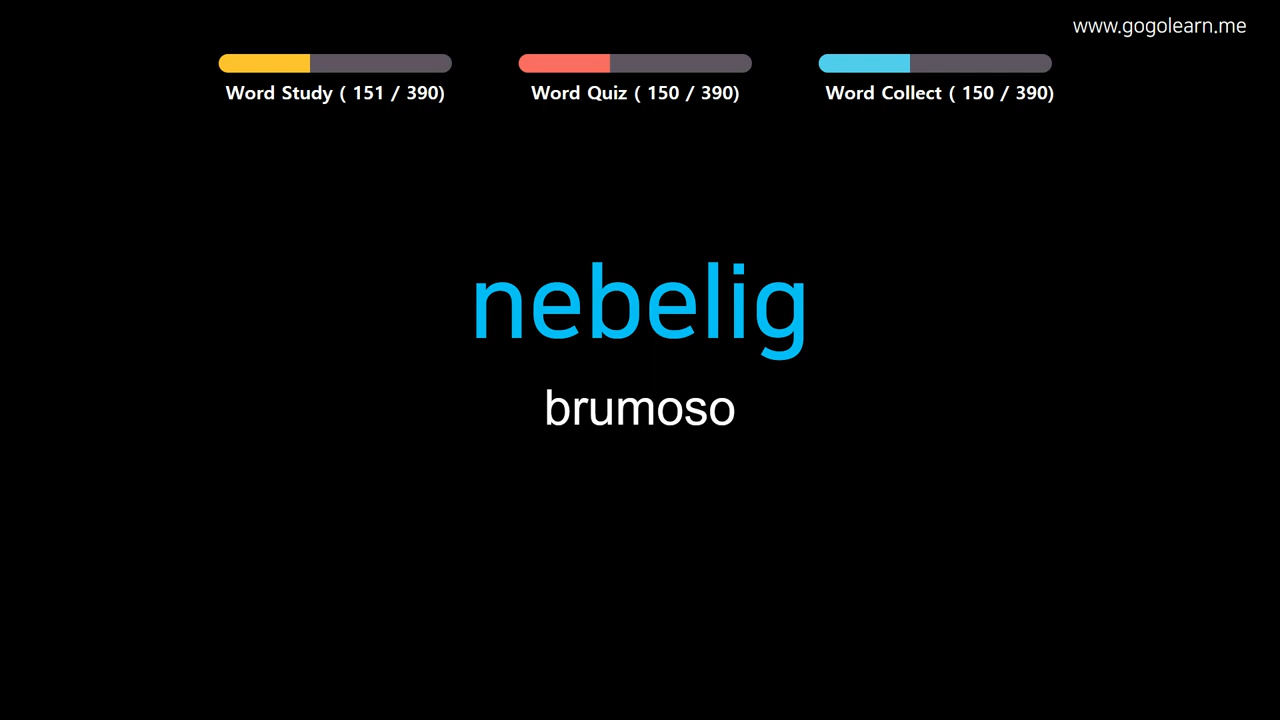 www.gogolearn.me
Word Study ( 151 / 390)
Word Quiz ( 150 / 390)
Word Collect ( 150 / 390)
nebelig
brumoso